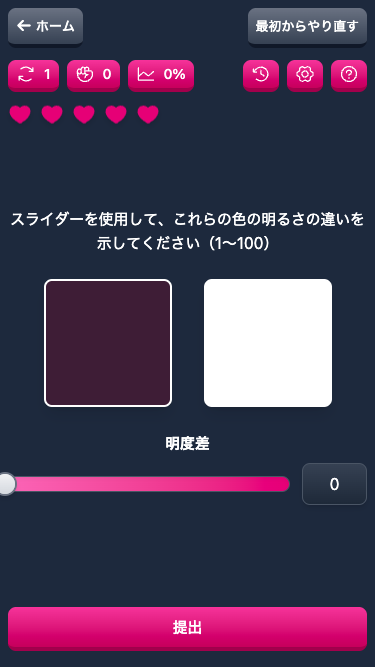 ホーム
最初からやり直す
1
0
0%
スライダーを使用して、これらの色の明るさの違いを
示してください（1〜100）
明度差
0
提出